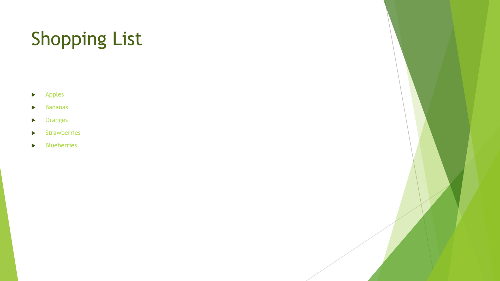 Shopping List
Apples
Bananas
Oranges
Strawberries
Blueberries